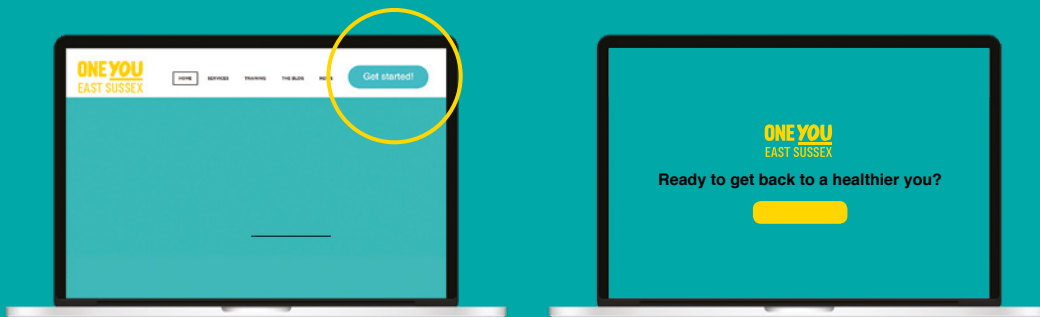 ONE YOU
EAST SUSSEX
HOME SERVICES TRAINING THE BLOG
Get started!
ONE YOU
EAST SUSSEX
Ready to get back to a healthier you?